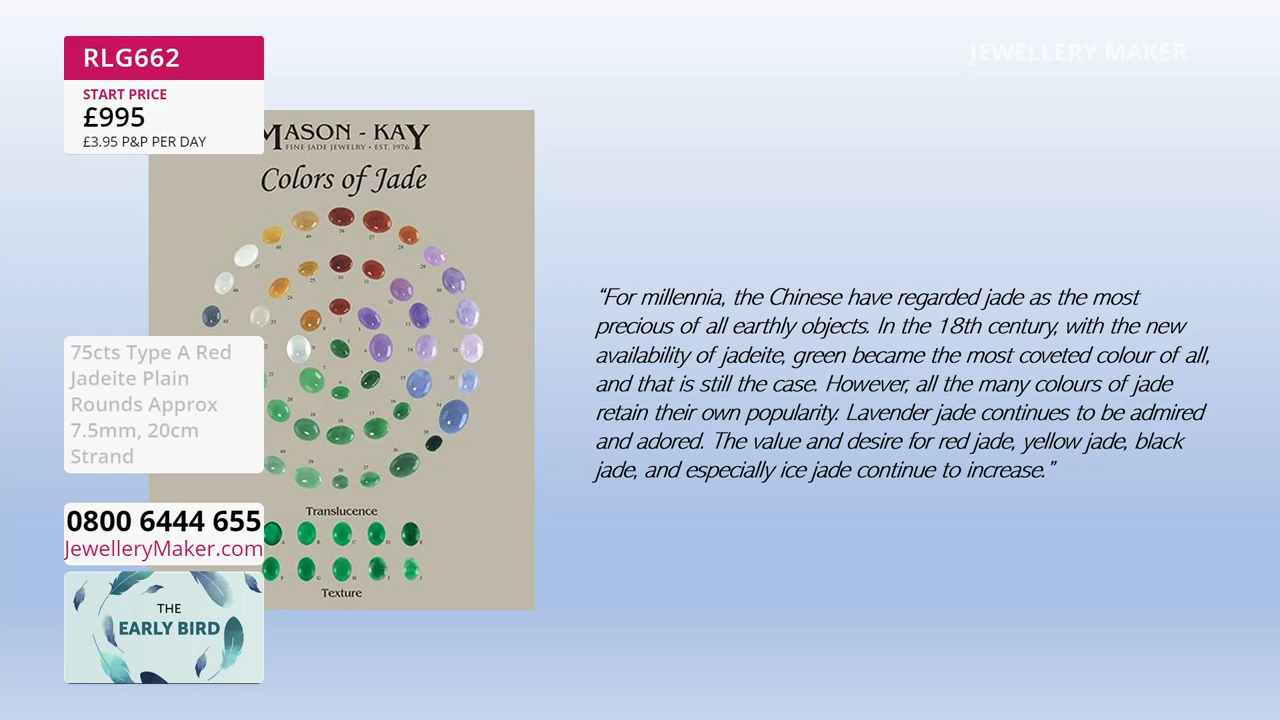 JEWELLERY MAKER
RLG662
START PRICE
£995
£3.95 P&P PER DAY
MASON - KAY
FINE JADE JEWELRY • EST. 1976
Colors of Jade
75cts Type A Red
Jadeite Plain
Rounds Approx
7.5mm, 20cm
Strand
“For millennia, the Chinese have regarded jade as the most
precious of all earthly objects. In the 18th century, with the new
availability of jadeite, green became the most coveted colour of all,
and that is still the case. However, all the many colours of jade
retain their own popularity. Lavender jade continues to be admired
and adored. The value and desire for red jade, yellow jade, black
jade, and especially ice jade continue to increase.”
Translucence
Texture
0800 6444 655
JewelleryMaker.com
THE
EARLY BIRD